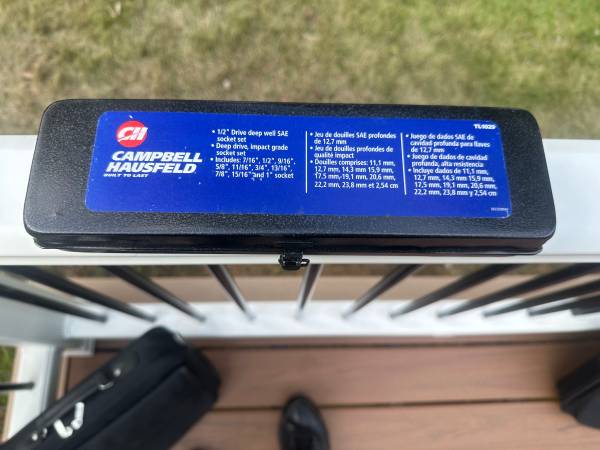 CH
CAMPBELL
HAUSFELD
BUILT TO LAST
• 1/2" Drive deep well SAE
socket set
• Deep drive, impact grade
socket set
• Includes: 7/16", 1/2", 9/16",
5/8", 11/16", 3/4", 13/16",
7/8", 15/16" and 1" socket
• Jeu de douilles SAE profondes
de 12,7 mm
• Jeu de douilles profondes de
qualité impact
• Douilles comprises: 11,1 mm,
12,7 mm, 14,3 mm 15,9 mm,
17,5 mm, 19,1 mm, 20,6 mm,
22,2 mm, 23,8 mm et 2,54 cm
TL1025
• Juego de dados SAE de
cavidad profunda para llaves
de 12,7 mm
• Juego de dados de cavidad
profunda, alta resistencia
• Incluye dados de 11,1 mm,
12,7 mm, 14,3 mm 15,9 mm,
17,5 mm, 19,1 mm, 20,6 mm,
22,2 mm, 23,8 mm y 2,54 cm